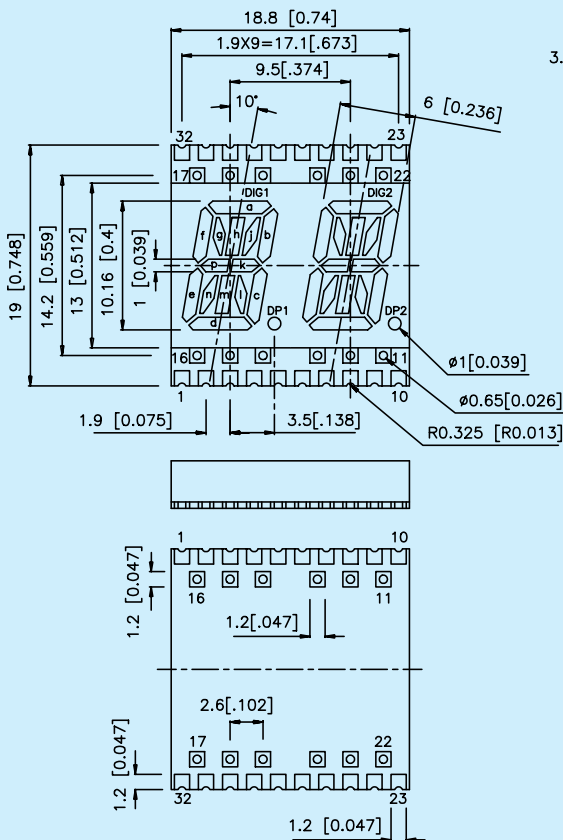 18.8 [0.74]
1.9X9=17.1[.673]
3.
9.5[.374]
10°
6 [0.236]
32
23
17
22
DIG1
DIG2
a
f
g
h
j
b
p
k
e
n
m
l
c
d
DP1
DP2
19 [0.748]
14.2 [0.559]
13 [0.512]
10.16 [0.4]
1 [0.039]
16
11
1
10
ø1[0.039]
ø0.65[0.026]
R0.325 [R0.013]
1.9 [0.075]
3.5[.138]
1
10
1.2 [0.047]
16
11
1.2[.047]
2.6[.102]
17
22
1.2 [0.047]
32
23
1.2 [0.047]